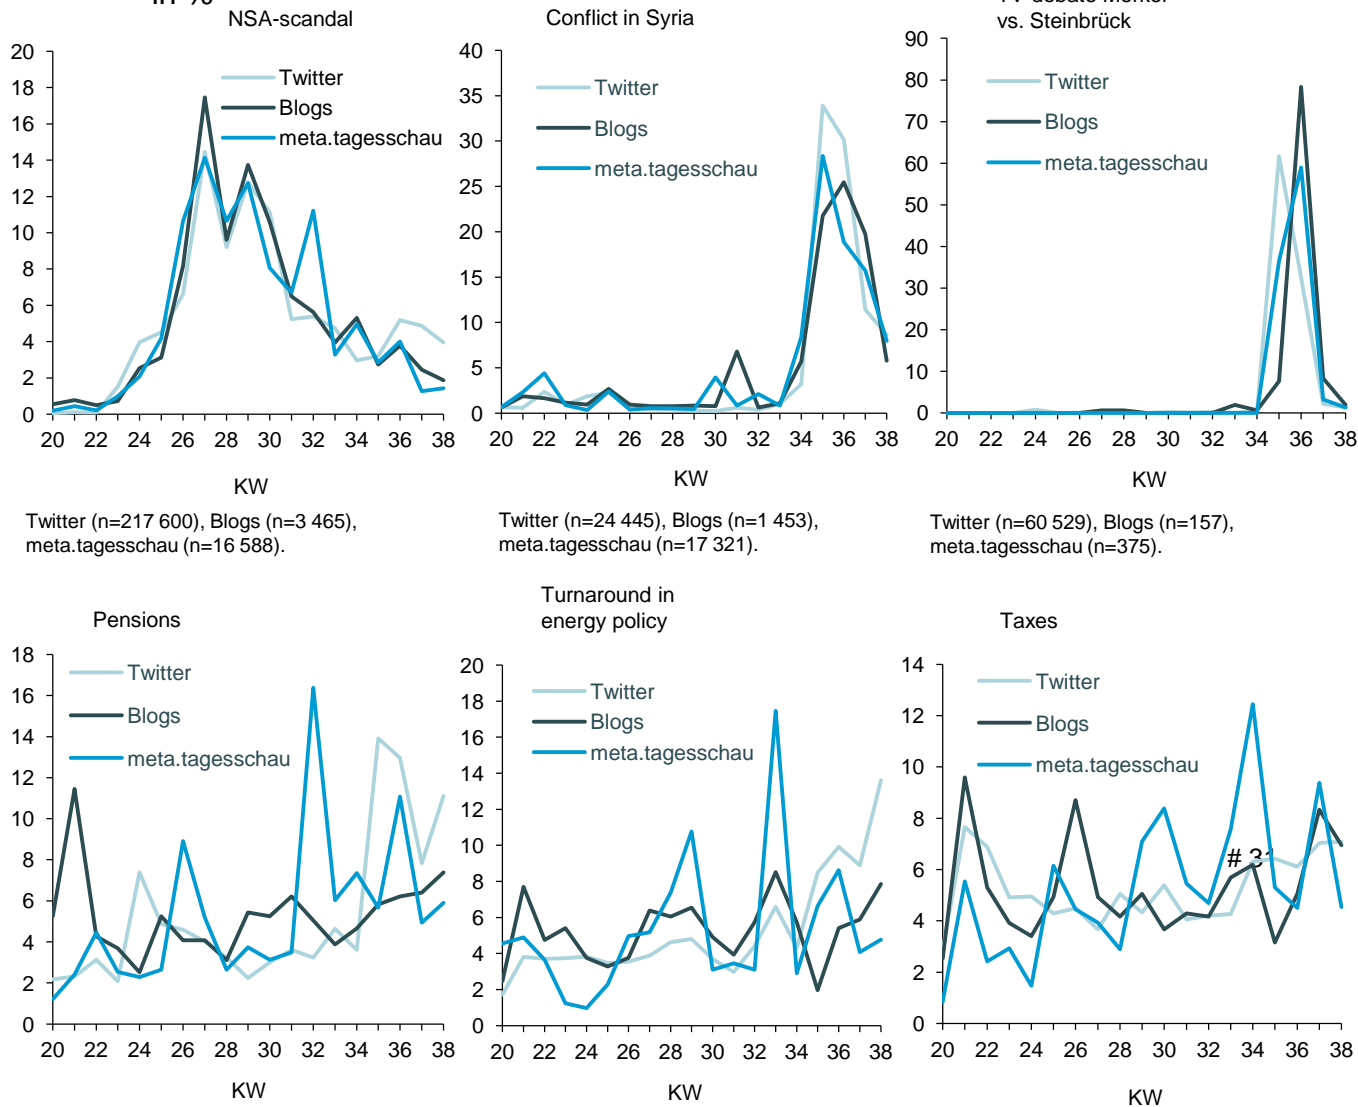 in %
NSA-scandal
Twitter
Blogs
meta.tagesschau
20
18
16
14
12
10
8
6
4
2
0
20 22 24 26 28 30 32 34 36 38
KW
Twitter (n=217 600), Blogs (n=3 465),
meta.tagesschau (n=16 588).
Conflict in Syria
Twitter
Blogs
meta.tagesschau
40
35
30
25
20
15
10
5
0
20 22 24 26 28 30 32 34 36 38
KW
Twitter (n=24 445), Blogs (n=1 453),
meta.tagesschau (n=17 321).
TV debate Merkel
vs. Steinbrück
Twitter
Blogs
meta.tagesschau
90
80
70
60
50
40
30
20
10
0
20 22 24 26 28 30 32 34 36 38
KW
Twitter (n=60 529), Blogs (n=157),
meta.tagesschau (n=375).
Pensions
Twitter
Blogs
meta.tagesschau
18
16
14
12
10
8
6
4
2
0
20 22 24 26 28 30 32 34 36 38
KW
Turnaround in
energy policy
Twitter
Blogs
meta.tagesschau
20
18
16
14
12
10
8
6
4
2
0
20 22 24 26 28 30 32 34 36 38
KW
Taxes
Twitter
Blogs
meta.tagesschau
14
12
10
8
6
4
2
0
# 31
20 22 24 26 28 30 32 34 36 38
KW